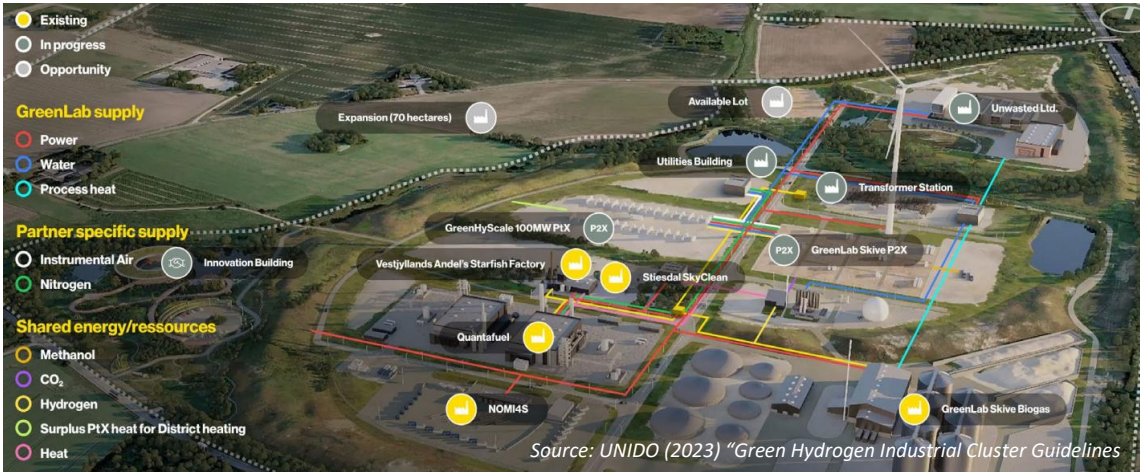 Existing
In progress
Opportunity
GreenLab supply
Power
Water
Process heat
Partner specific supply
Instrumental Air
Nitrogen
Innovation Building
Shared energy/ressources
Methanol
CO₂
Hydrogen
Surplus PtX heat for District heating
Heat
Expansion (70 hectares)
Available Lot
Unwasted Ltd.
Utilities Building
Transformer Station
GreenHyScale 100MW PtX
P2X
P2X
GreenLab Skive P2X
Vestjyllands Andel's Starfish Factory
Stiesdal SkyClean
Quantafuel
NOMI4S
GreenLab Skive Biogas
Source: UNIDO (2023) “Green Hydrogen Industrial Cluster Guidelines